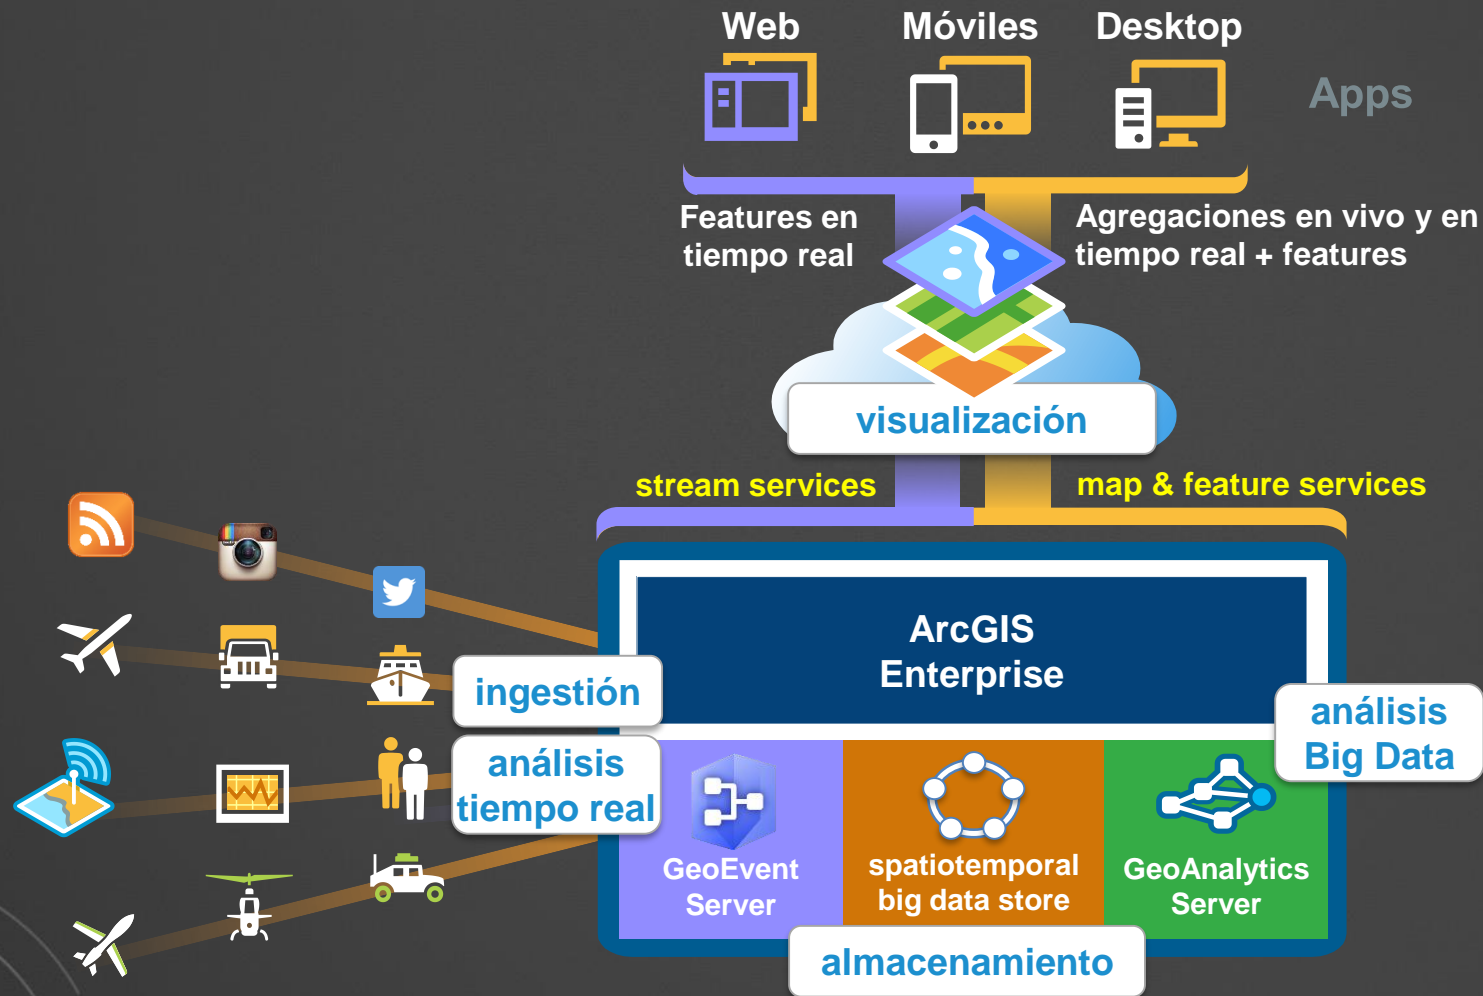 Web
Móviles
Desktop
Apps
Features en
tiempo real
Agregaciones en vivo y en
tiempo real + features
visualización
stream services
map & feature services
ArcGIS
Enterprise
ingestión
análisis
tiempo real
análisis
Big Data
GeoEvent
Server
spatiotemporal
big data store
GeoAnalytics
Server
almacenamiento